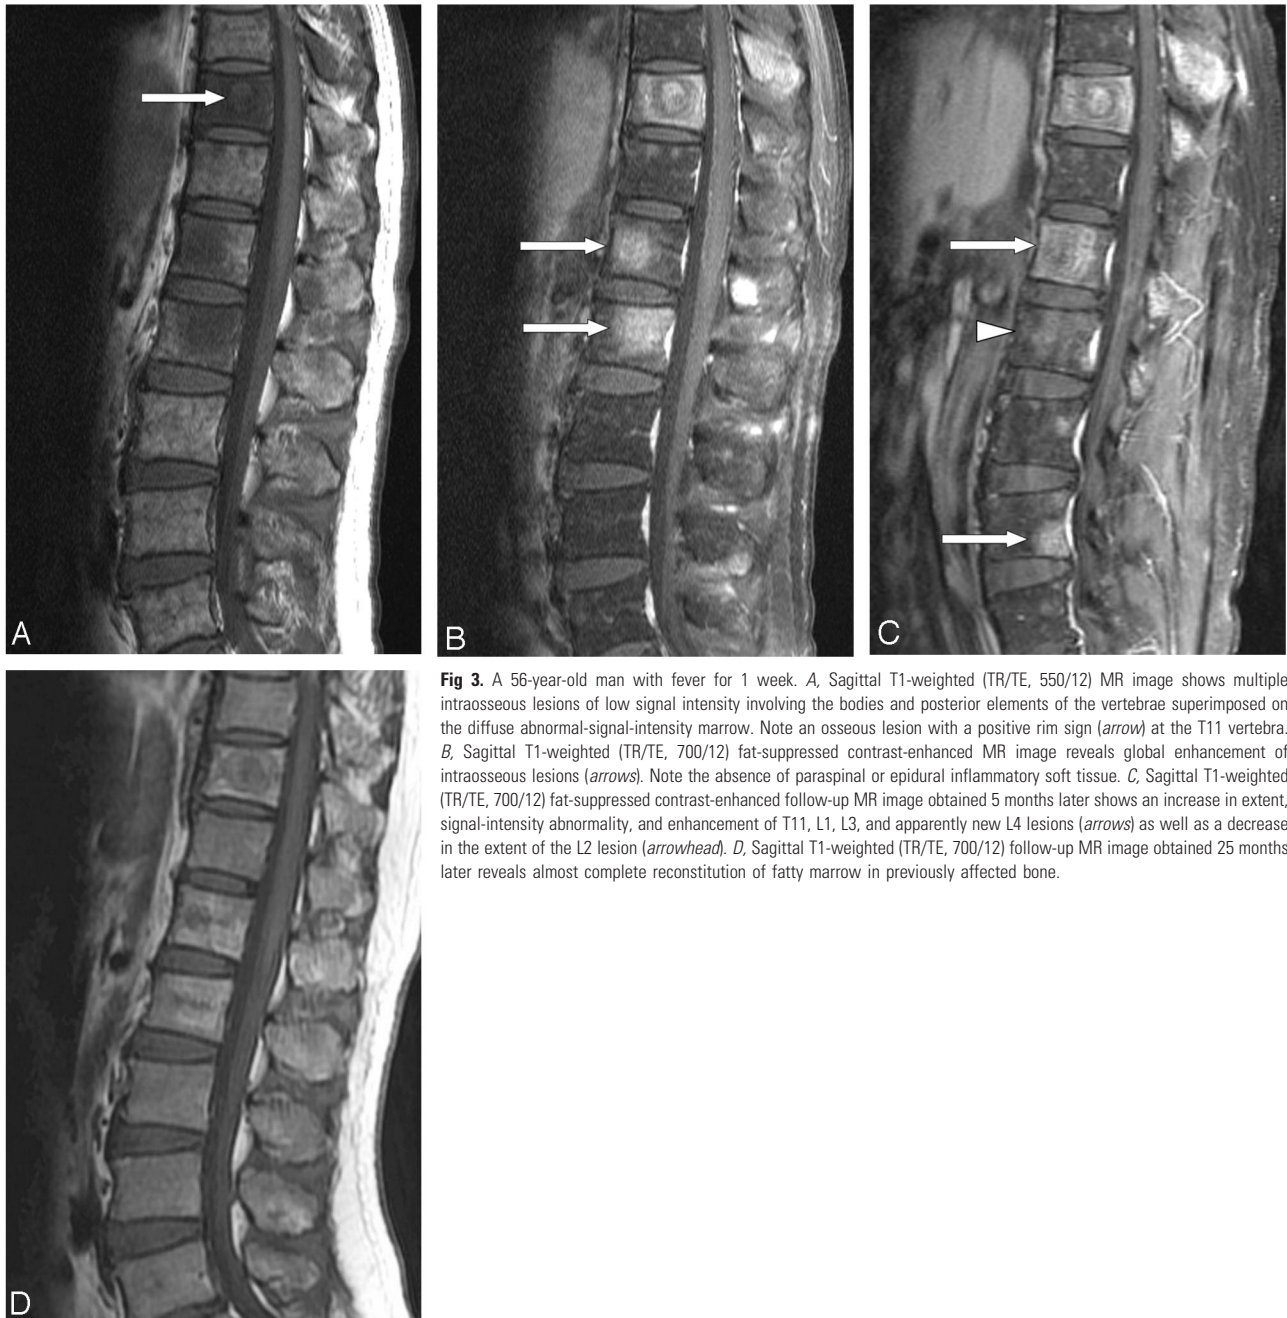 A
B
C
Fig 3. A 56-year-old man with fever for 1 week. A, Sagittal T1-weighted (TR/TE, 550/12) MR image shows multiple
intraosseous lesions of low signal intensity involving the bodies and posterior elements of the vertebrae superimposed on
the diffuse abnormal-signal-intensity marrow. Note an osseous lesion with a positive rim sign (arrow) at the T11 vertebra.
B, Sagittal T1-weighted (TR/TE, 700/12) fat-suppressed contrast-enhanced MR image reveals global enhancement of
intraosseous lesions (arrows). Note the absence of paraspinal or epidural inflammatory soft tissue. C, Sagittal T1-weighted
(TR/TE, 700/12) fat-suppressed contrast-enhanced follow-up MR image obtained 5 months later shows an increase in extent,
signal-intensity abnormality, and enhancement of T11, L1, L3, and apparently new L4 lesions (arrows) as well as a decrease
in the extent of the L2 lesion (arrowhead). D, Sagittal T1-weighted (TR/TE, 700/12) follow-up MR image obtained 25 months
later reveals almost complete reconstitution of fatty marrow in previously affected bone.
D